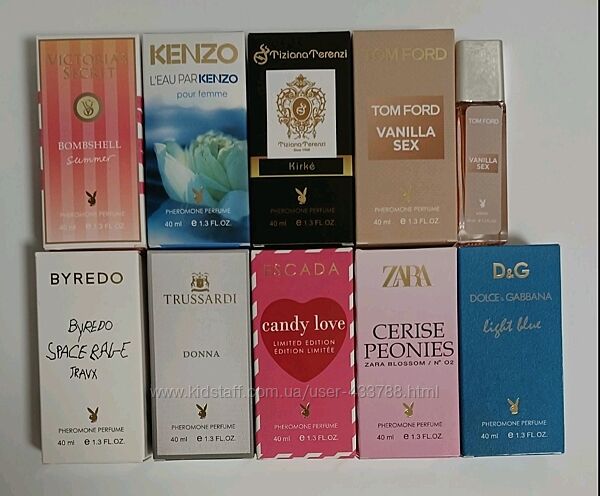 VICTORIA'S
SECRET
VS
BOMBSHELL
Summer
PHEROMONE PERFUME
40 ml ℮ 1.3 FL.OZ.
KENZO
L'EAU PAR KENZO
pour femme
PHEROMONE PERFUME
40 ml ℮ 1.3 FL.OZ.
Tiziana Terenzi
Tiziana Terenzi
Kirké
PHEROMONE PERFUME
40 ml ℮ 1.3 FL.OZ.
TOM FORD
TOM FORD
VANILLA
SEX
PHEROMONE PERFUME
40 ml ℮ 1.3 FL.OZ.
TOM FORD
VANILLA
SEX
BYREDO
BYREDO
SPACE RAGE
TRAVX
PHEROMONE PERFUME
40 ml ℮ 1.3 FL.OZ.
TRUSSARDI
DONNA
PHEROMONE PERFUME
40 ml ℮ 1.3 FL.OZ.
ESCADA
candy love
LIMITED EDITION
ÉDITION LIMITÉE
PHEROMONE PERFUME
40 ml ℮ 1.3 FL.OZ.
ZARA
CERISE
PEONIES
ZARA BLOSSOM / Nº 02
PHEROMONE PERFUME
40 ml ℮ 1.3 FL.OZ.
D&G
DOLCE & GABBANA
light blue
PHEROMONE PERFUME
40 ml ℮ 1.3 FL.OZ.
www.kidstaff.com.ua/user-433788.html